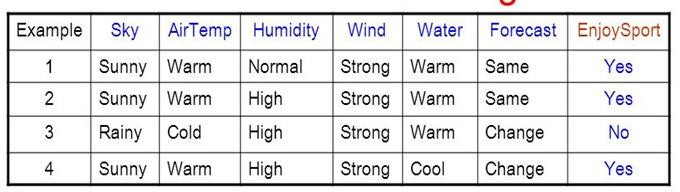 Example Sky AirTemp Humidity Wind Water Forecast EnjoySport
1 Sunny Warm Normal Strong Warm Same Yes
2 Sunny Warm High Strong Warm Same Yes
3 Rainy Cold High Strong Warm Change No
4 Sunny Warm High Strong Cool Change Yes